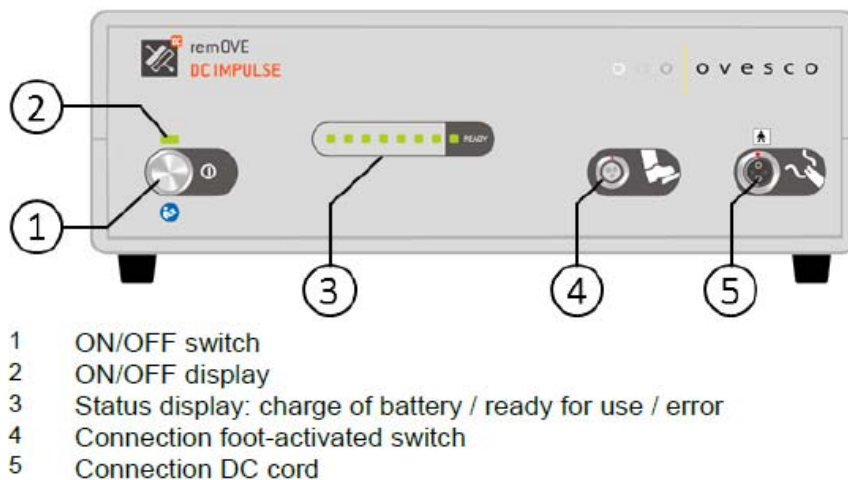 remOVE
DC IMPULSE
ovesco
2
READY
1
3
4
5
1 ON/OFF switch
2 ON/OFF display
3 Status display: charge of battery / ready for use / error
4 Connection foot-activated switch
5 Connection DC cord